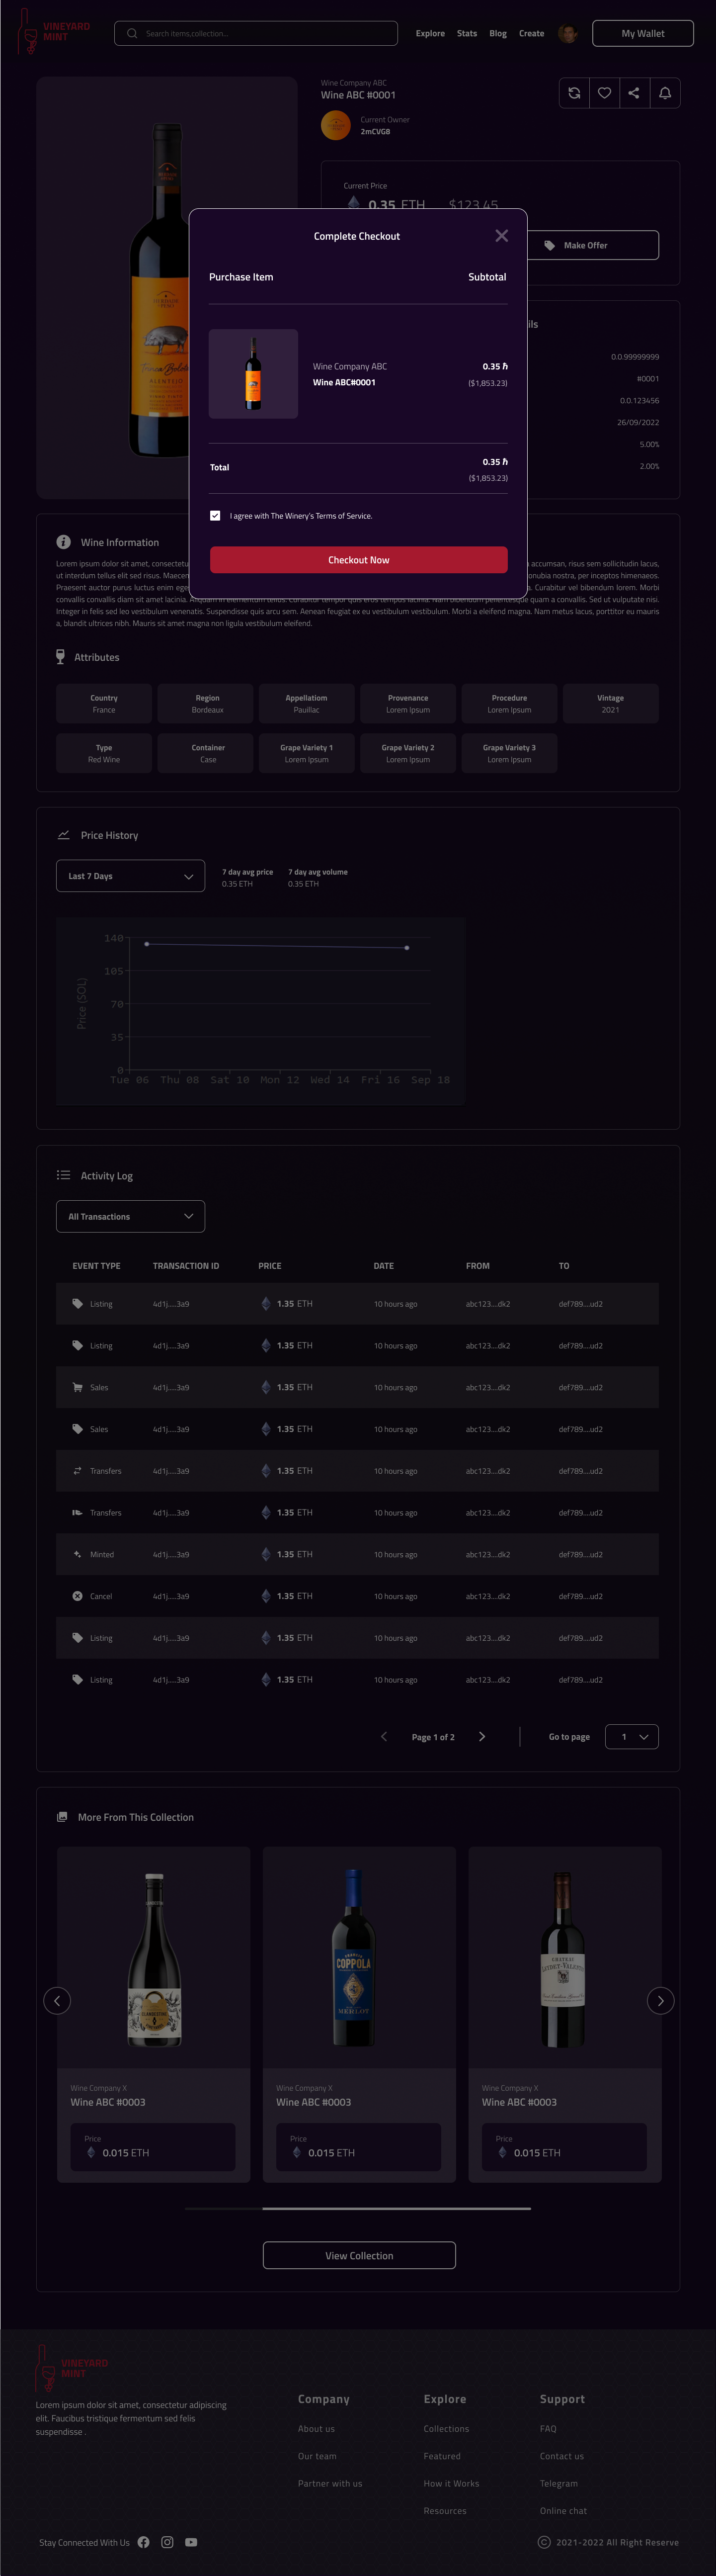 VINEYARD
MINT
Search items,collection...
Explore
Stats
Blog
Create
My Wallet
Wine Company ABC
Wine ABC #0001
Current Owner
2mCVG8
Current Price
0.35 ETH
$123.45
Make Offer
ils
0.0.99999999
#0001
0.0.123456
26/09/2022
5.00%
2.00%
HERDADE
DO PESO
Trinca Bolotas
ALENTEJO
Complete Checkout
Purchase Item
Subtotal
Wine Company ABC
Wine ABC#0001
0.35 ℏ
($1,853.23)
Total
0.35 ℏ
($1,853.23)
I agree with The Winery's Terms of Service.
Checkout Now
Wine Information
Lorem ipsum dolor sit amet, consectetu
accumsan, risus sem sollicitudin lacus,
ut interdum tellus elit sed risus. Maecen
onubia nostra, per inceptos himenaeos.
Praesent auctor purus luctus enim ege
. Curabitur vel bibendum lorem. Morbi
convallis convallis diam sit amet lacinia. Aliquam in elementum tellus. Curabitur tempor quis eros tempus lacinia. Nam bibendum pellentesque quam a convallis. Sed ut vulputate nisi.
Integer in felis sed leo vestibulum venenatis. Suspendisse quis arcu sem. Aenean feugiat ex eu vestibulum vestibulum. Morbi a eleifend magna. Nam metus lacus, porttitor eu mauris
a, blandit ultrices nibh. Mauris sit amet magna non ligula vestibulum eleifend.
Attributes
Country
France
Region
Bordeaux
Appellatiom
Pauillac
Provenance
Lorem Ipsum
Procedure
Lorem Ipsum
Vintage
2021
Type
Red Wine
Container
Case
Grape Variety 1
Lorem Ipsum
Grape Variety 2
Lorem Ipsum
Grape Variety 3
Lorem Ipsum
Price History
Last 7 Days
7 day avg price
0.35 ETH
7 day avg volume
0.35 ETH
Price (SOL)
140
105
70
35
0
Tue 06 Thu 08 Sat 10 Mon 12 Wed 14 Fri 16 Sep 18
Activity Log
All Transactions
EVENT TYPE TRANSACTION ID PRICE DATE FROM TO
Listing 4d1j.....3a9 1.35 ETH 10 hours ago abc123....dk2 def789....ud2
Listing 4d1j.....3a9 1.35 ETH 10 hours ago abc123....dk2 def789....ud2
Sales 4d1j.....3a9 1.35 ETH 10 hours ago abc123....dk2 def789....ud2
Sales 4d1j.....3a9 1.35 ETH 10 hours ago abc123....dk2 def789....ud2
Transfers 4d1j.....3a9 1.35 ETH 10 hours ago abc123....dk2 def789....ud2
Transfers 4d1j.....3a9 1.35 ETH 10 hours ago abc123....dk2 def789....ud2
Minted 4d1j.....3a9 1.35 ETH 10 hours ago abc123....dk2 def789....ud2
Cancel 4d1j.....3a9 1.35 ETH 10 hours ago abc123....dk2 def789....ud2
Listing 4d1j.....3a9 1.35 ETH 10 hours ago abc123....dk2 def789....ud2
Listing 4d1j.....3a9 1.35 ETH 10 hours ago abc123....dk2 def789....ud2
Page 1 of 2
Go to page
1
More From This Collection
COPPOLA
MERLOT
CHATEAU
Wine Company X
Wine ABC #0003
Price
0.015 ETH
Wine Company X
Wine ABC #0003
Price
0.015 ETH
Wine Company X
Wine ABC #0003
Price
0.015 ETH
View Collection
VINEYARD
MINT
Lorem ipsum dolor sit amet, consectetur adipiscing
elit. Faucibus tristique fermentum sed felis
suspendisse .
Company
About us
Our team
Partner with us
Explore
Collections
Featured
How it Works
Resources
Support
FAQ
Contact us
Telegram
Online chat
Stay Connected With Us
© 2021-2022 All Right Reserve